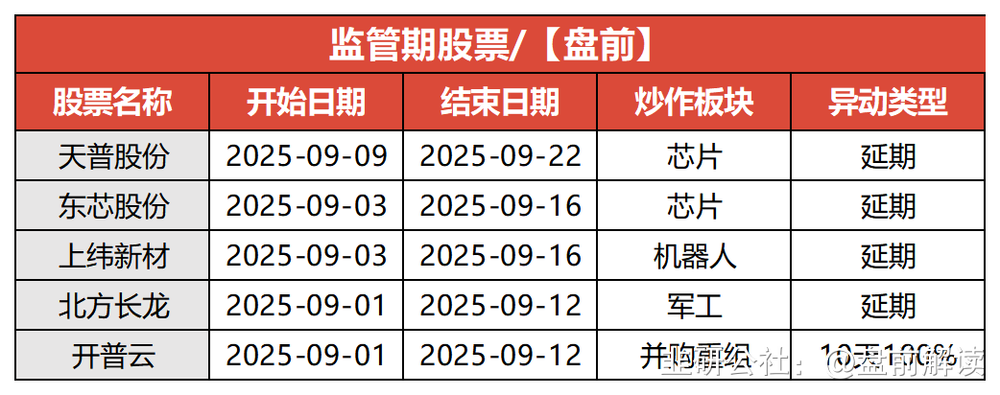 监管期股票/【盘前】
股票名称 开始日期 结束日期 炒作板块 异动类型
天普股份 2025-09-09 2025-09-22 芯片 延期
东芯股份 2025-09-03 2025-09-16 芯片 延期
上纬新材 2025-09-03 2025-09-16 机器人 延期
北方长龙 2025-09-01 2025-09-12 军工 延期
开普云 2025-09-01 2025-09-12 并购重组 10天100%
韭研公社：@盘前解读